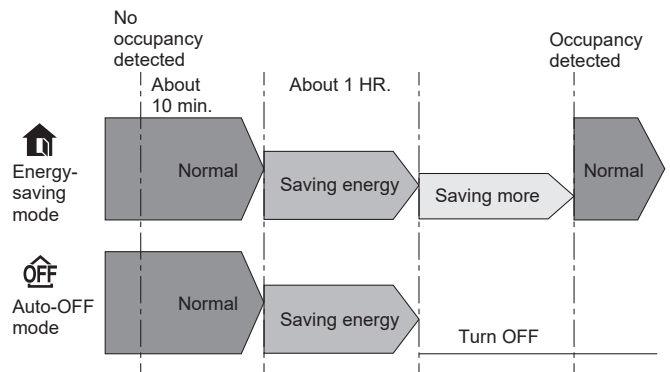 No
occupancy
detected
Occupancy
detected
About
10 min.
About 1 HR.
Energy-
saving
mode
Normal
Saving energy
Saving more
Normal
OFF
Auto-OFF
mode
Normal
Saving energy
Turn OFF